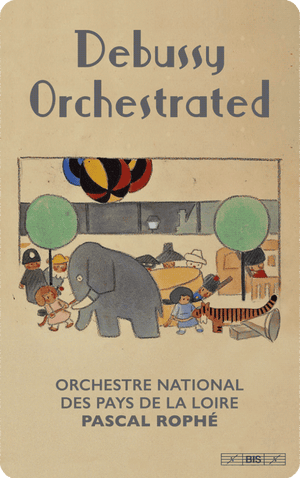 Debussy
Orchestrated
ORCHESTRE NATIONAL
DES PAYS DE LA LOIRE
PASCAL ROPHÉ
BIS